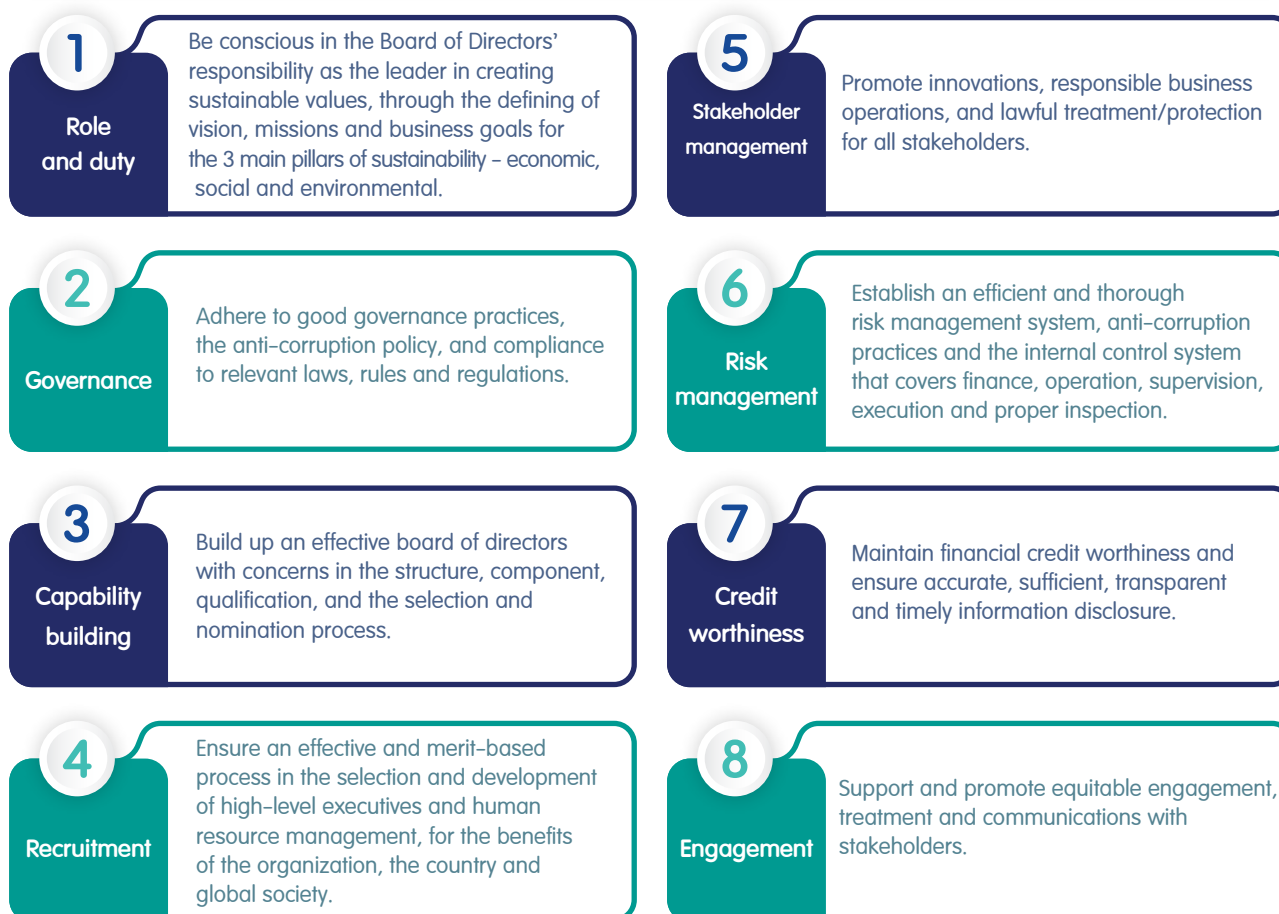 1
Role
and duty
Be conscious in the Board of Directors'
responsibility as the leader in creating
sustainable values, through the defining of
vision, missions and business goals for
the 3 main pillars of sustainability - economic,
social and environmental.
2
Governance
Adhere to good governance practices,
the anti-corruption policy, and compliance
to relevant laws, rules and regulations.
3
Capability
building
Build up an effective board of directors
with concerns in the structure, component,
qualification, and the selection and
nomination process.
4
Recruitment
Ensure an effective and merit-based
process in the selection and development
of high-level executives and human
resource management, for the benefits
of the organization, the country and
global society.
5
Stakeholder
management
Promote innovations, responsible business
operations, and lawful treatment/protection
for all stakeholders.
6
Risk
management
Establish an efficient and thorough
risk management system, anti-corruption
practices and the internal control system
that covers finance, operation, supervision,
execution and proper inspection.
7
Credit
worthiness
Maintain financial credit worthiness and
ensure accurate, sufficient, transparent
and timely information disclosure.
8
Engagement
Support and promote equitable engagement,
treatment and communications with
stakeholders.